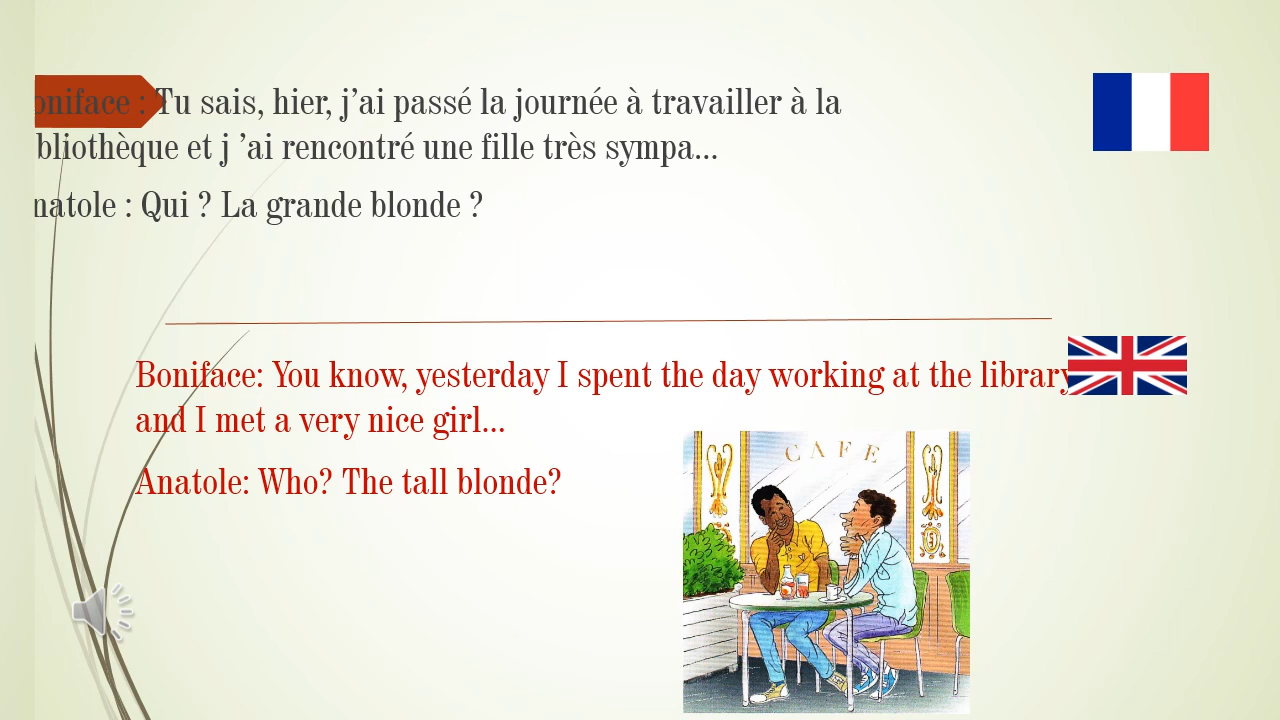 oniface : Tu sais, hier, j’ai passé la journée à travailler à la
bliothèque et j ’ai rencontré une fille très sympa...
natole : Qui ? La grande blonde ?
Boniface: You know, yesterday I spent the day working at the library
and I met a very nice girl...
Anatole: Who? The tall blonde?
CAFE